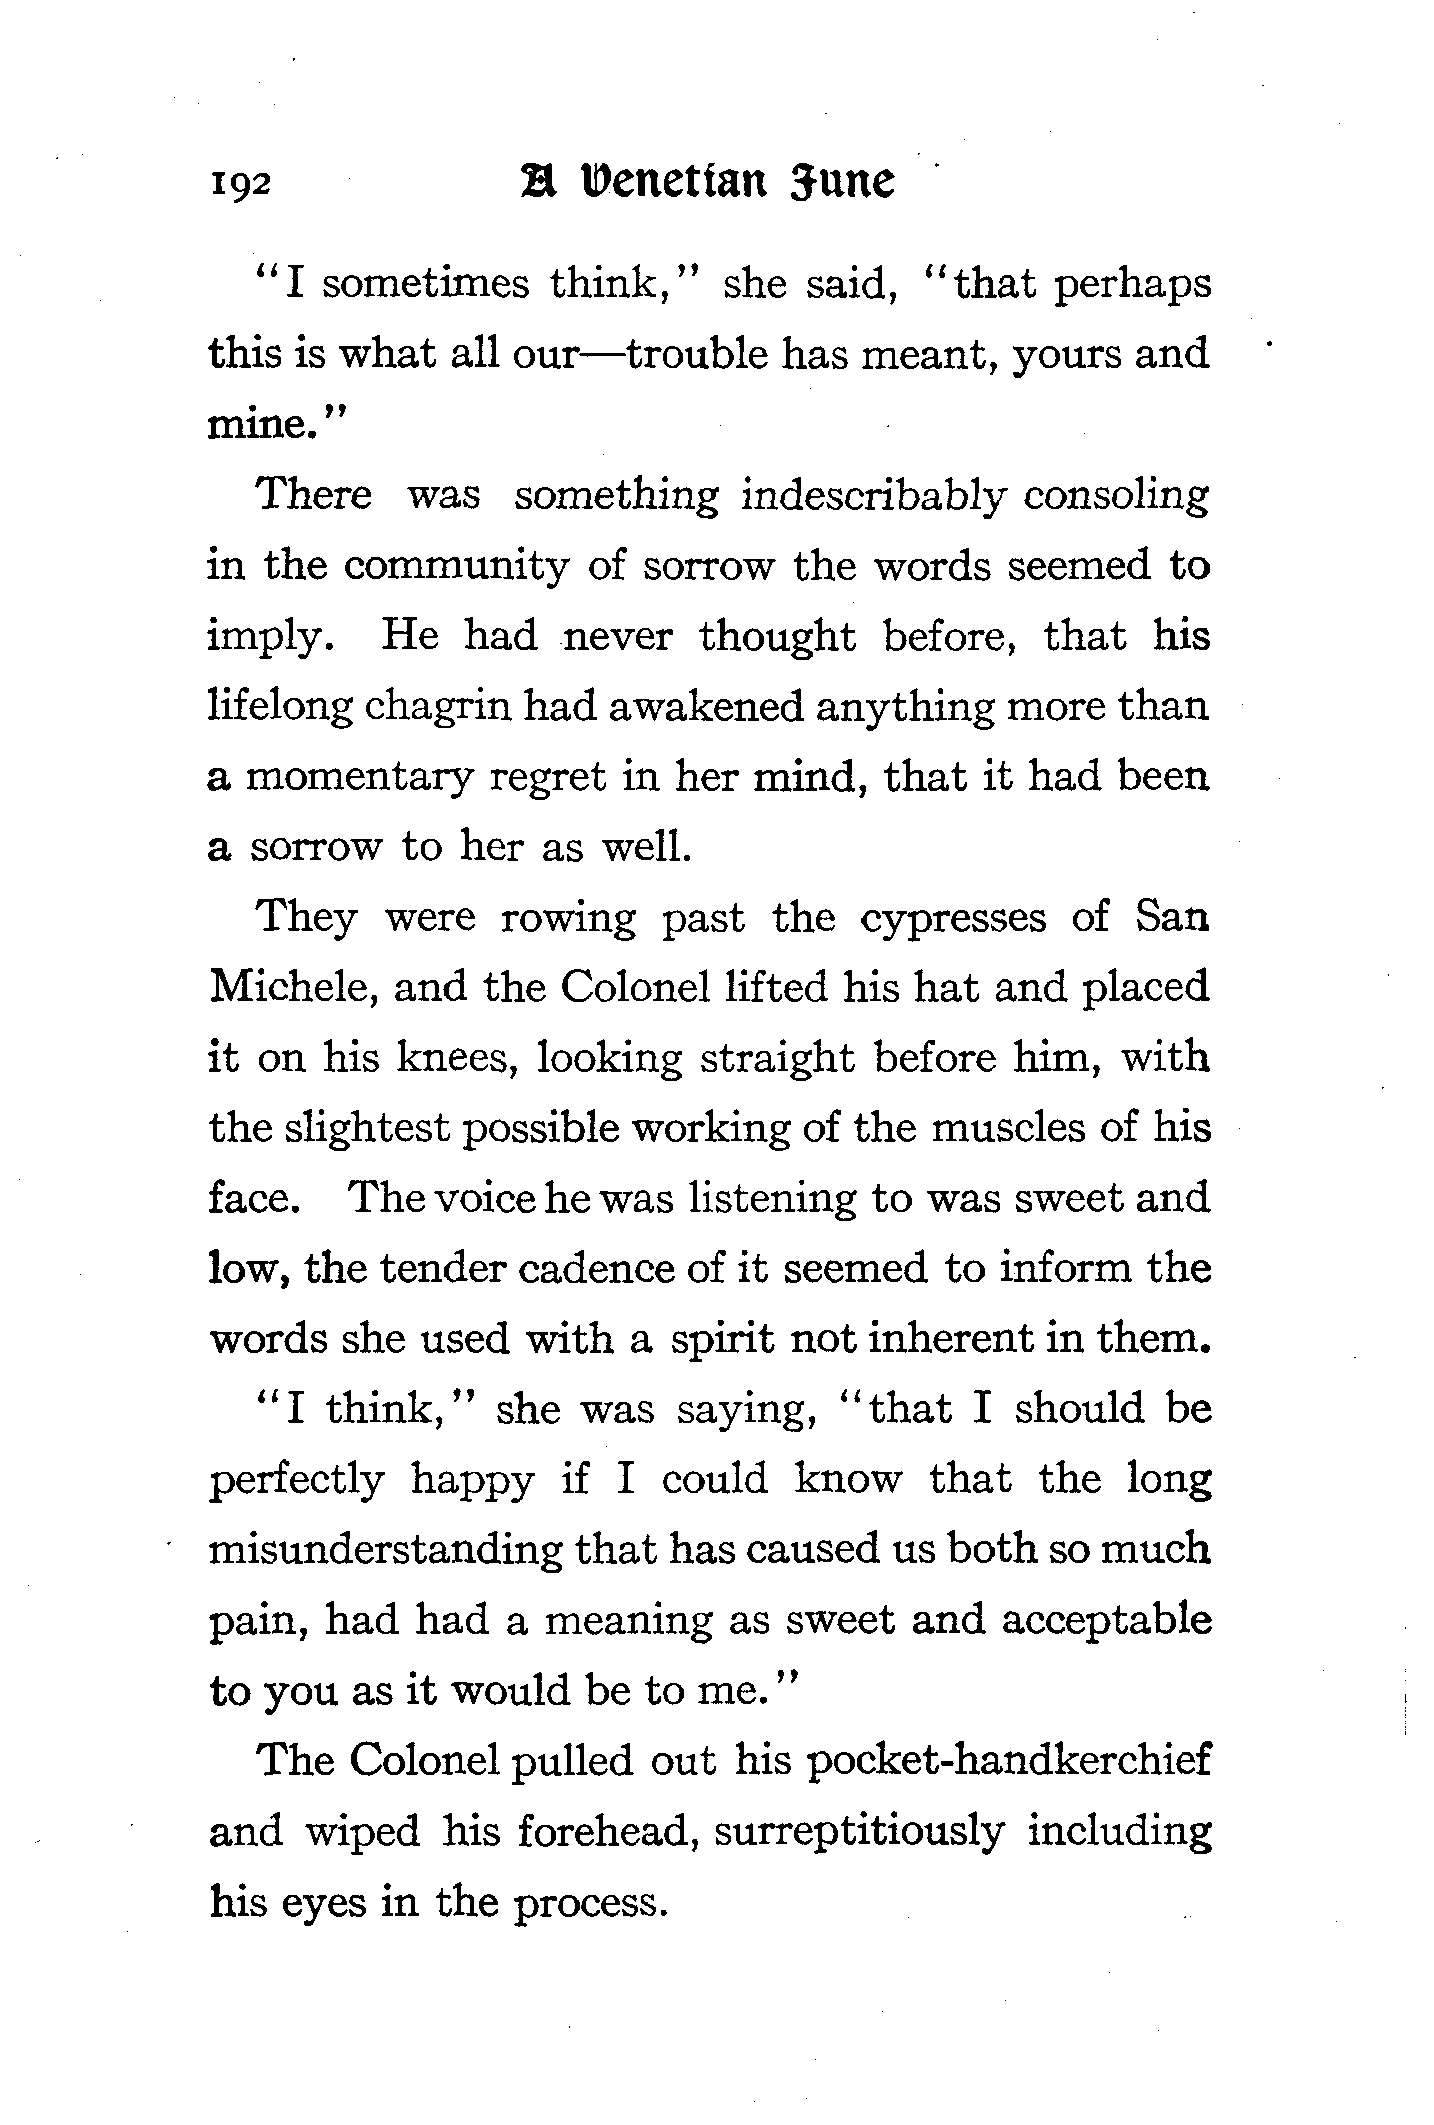 192 A Venetian June
"I sometimes think," she said, "that perhaps
this is what all our—trouble has meant, yours and
mine."
There was something indescribably consoling
in the community of sorrow the words seemed to
imply. He had never thought before, that his
lifelong chagrin had awakened anything more than
a momentary regret in her mind, that it had been
a sorrow to her as well.
They were rowing past the cypresses of San
Michele, and the Colonel lifted his hat and placed
it on his knees, looking straight before him, with
the slightest possible working of the muscles of his
face. The voice he was listening to was sweet and
low, the tender cadence of it seemed to inform the
words she used with a spirit not inherent in them.
"I think," she was saying, "that I should be
perfectly happy if I could know that the long
misunderstanding that has caused us both so much
pain, had had a meaning as sweet and acceptable
to you as it would be to me."
The Colonel pulled out his pocket-handkerchief
and wiped his forehead, surreptitiously including
his eyes in the process.